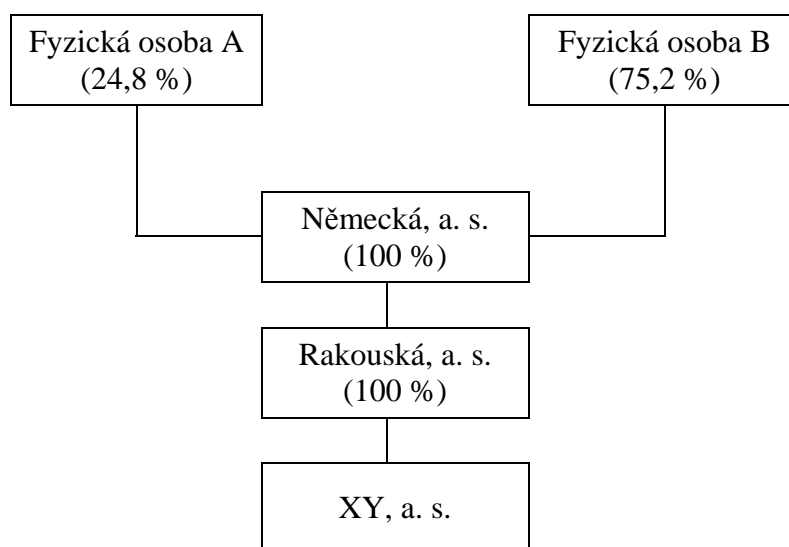 Fyzická osoba A
(24,8 %)
Fyzická osoba B
(75,2 %)
Německá, a. s.
(100 %)
Rakouská, a. s.
(100 %)
XY, a. s.